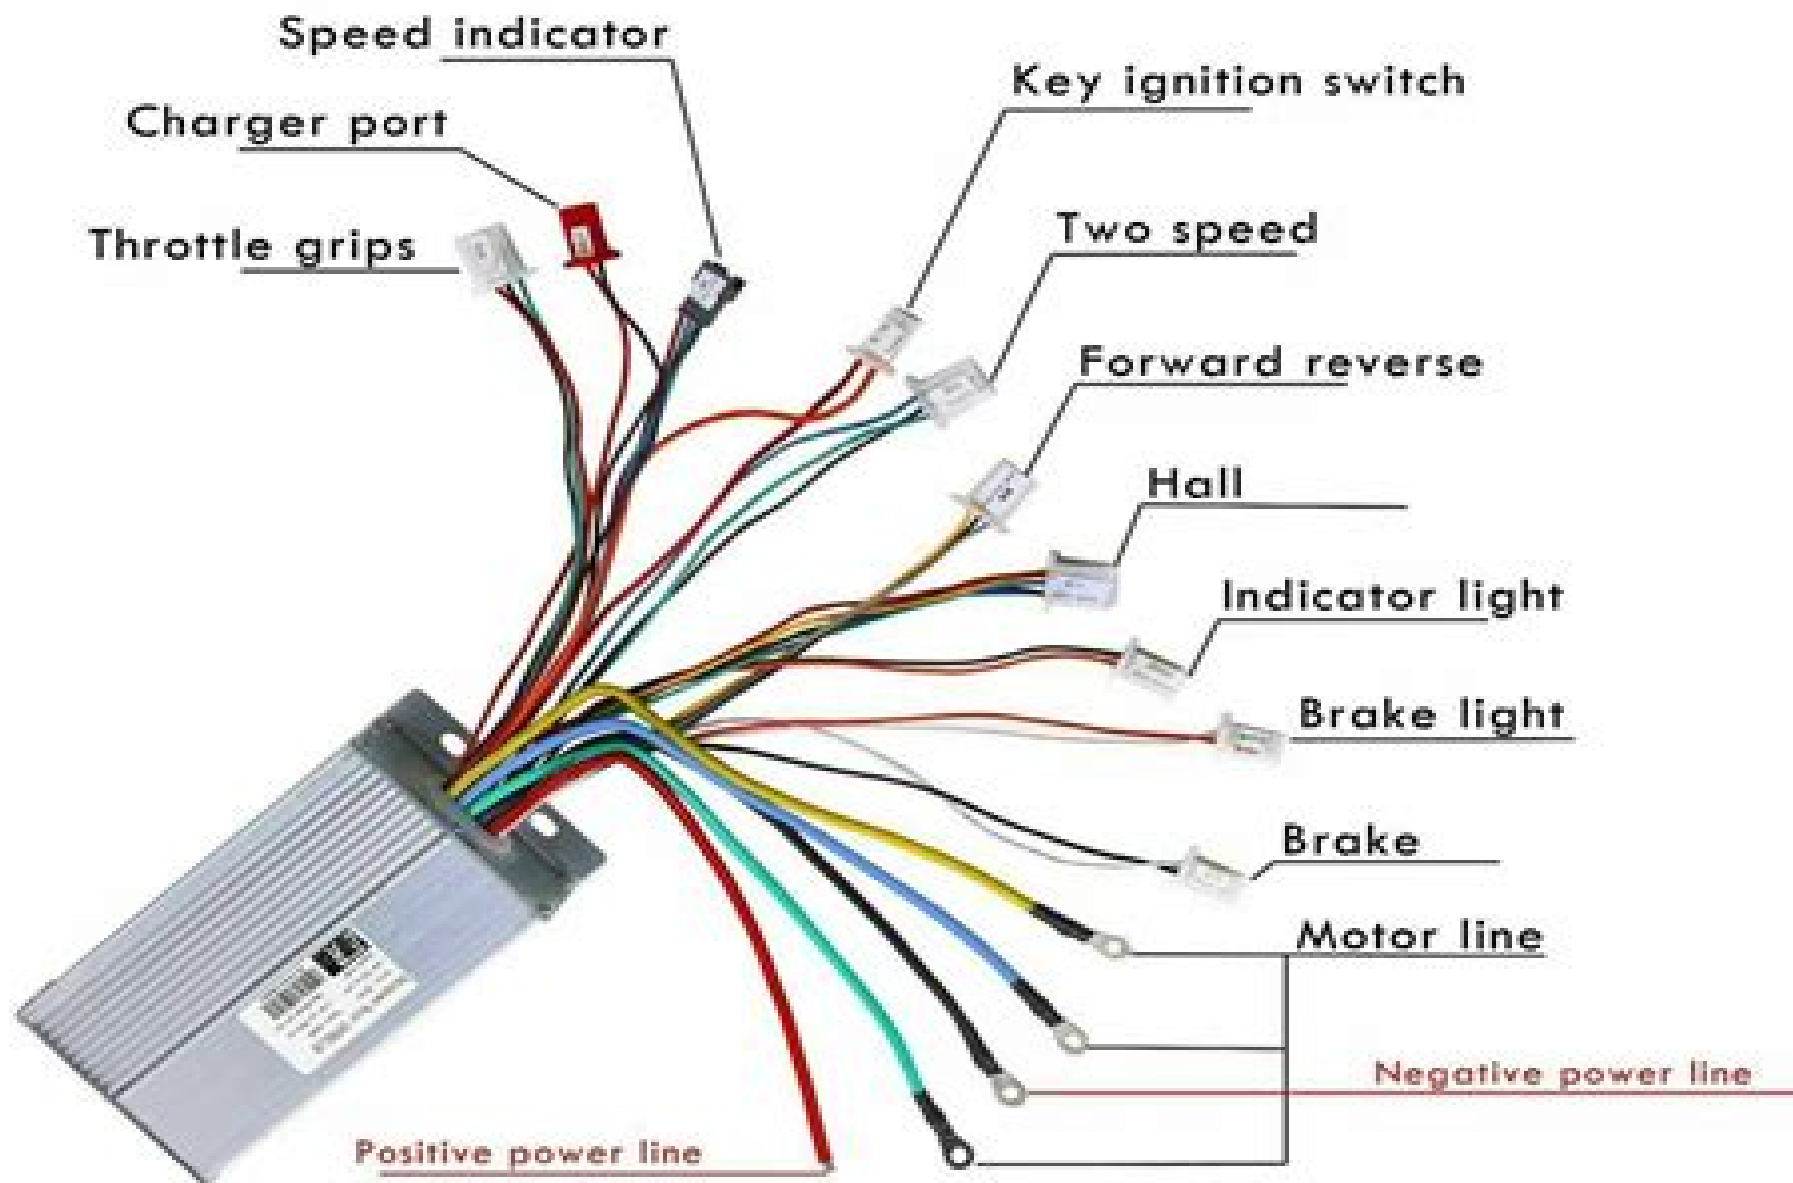 Speed indicator
Key ignition switch
Charger port
Throttle grips
Two speed
Forward reverse
Hall
Indicator light
Brake light
Brake
Motor line
Negative power line
Positive power line